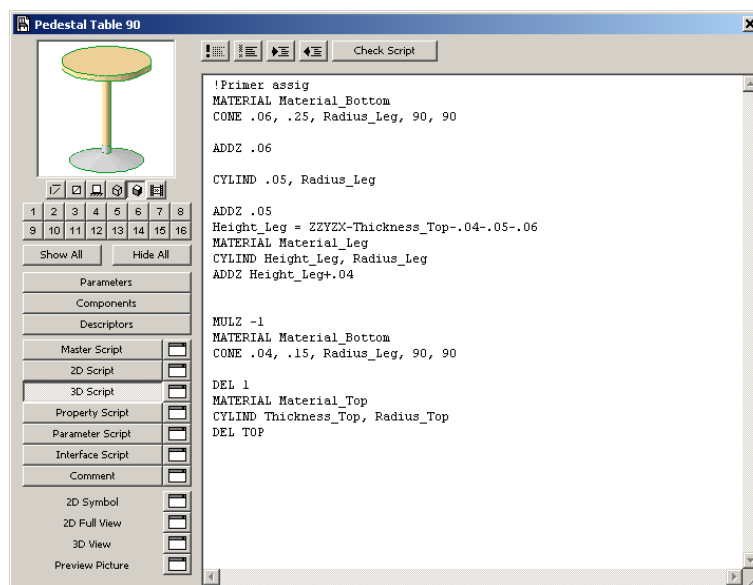 Pedestal Table 90
Check Script
1 2 3 4 5 6 7 8
9 10 11 12 13 14 15 16
Show All Hide All
Parameters
Components
Descriptors
Master Script
2D Script
3D Script
Property Script
Parameter Script
Interface Script
Comment
2D Symbol
2D Full View
3D View
Preview Picture
!Primer assig
MATERIAL Material_Bottom
CONE .06, .25, Radius_Leg, 90, 90
ADDZ .06
CYLIND .05, Radius_Leg
ADDZ .05
Height_Leg = ZZYZX-Thickness_Top-.04-.05-.06
MATERIAL Material_Leg
CYLIND Height_Leg, Radius_Leg
ADDZ Height_Leg+.04
MULZ -1
MATERIAL Material_Bottom
CONE .04, .15, Radius_Leg, 90, 90
DEL 1
MATERIAL Material_Top
CYLIND Thickness_Top, Radius_Top
DEL TOP